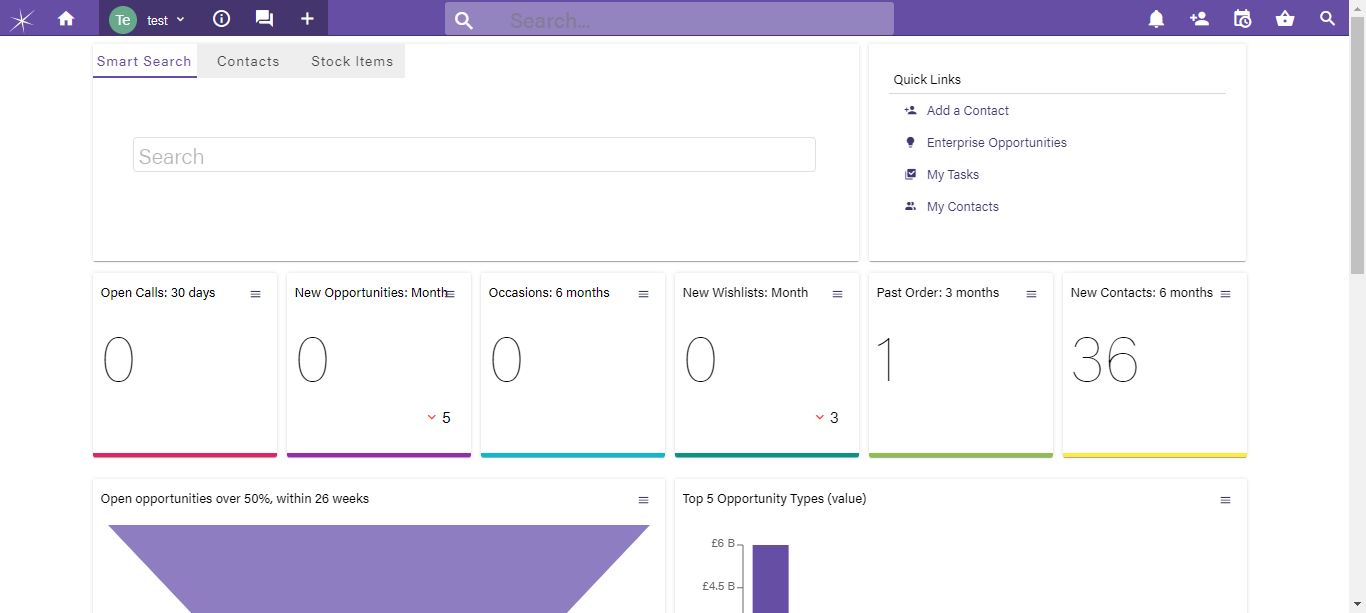 Te test Search...
Smart Search Contacts Stock Items
Search
Quick Links
Add a Contact
Enterprise Opportunities
My Tasks
My Contacts
Open Calls: 30 days
0
New Opportunities: Month
0
5
Occasions: 6 months
0
New Wishlists: Month
0
3
Past Order: 3 months
1
New Contacts: 6 months
36
Open opportunities over 50%, within 26 weeks
Top 5 Opportunity Types (value)
£6 B
£4.5 B